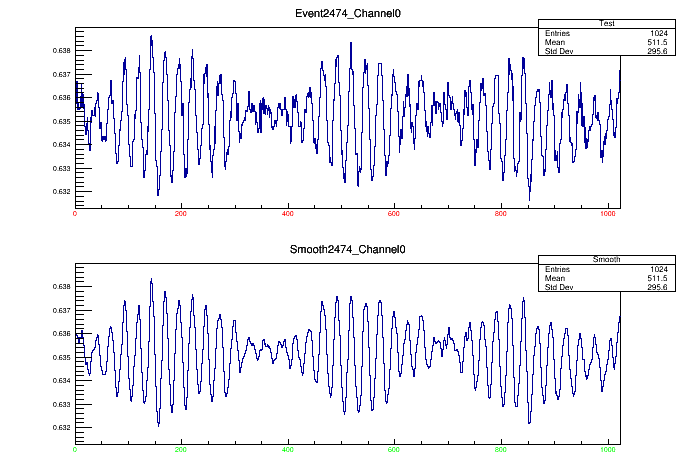 Event2474_Channel0
Test
Entries 1024
Mean 511.5
Std Dev 295.6
0.638
0.637
0.636
0.635
0.634
0.633
0.632
0 200 400 600 800 1000
Smooth2474_Channel0
Smooth
Entries 1024
Mean 511.5
Std Dev 295.6
0.638
0.637
0.636
0.635
0.634
0.633
0.632
0 200 400 600 800 1000